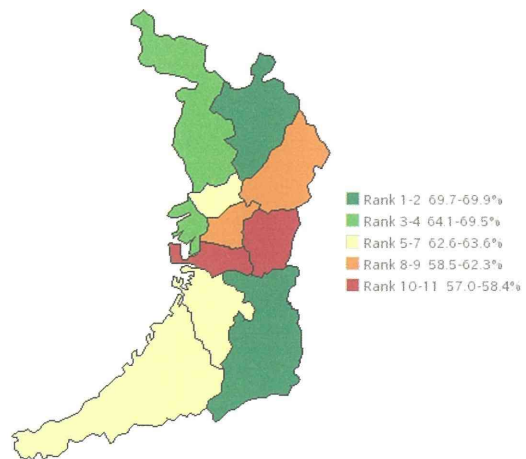 Rank 1-2 69.7-69.9%
Rank 3-4 64.1-69.5%
Rank 5-7 62.6-63.6%
Rank 8-9 58.5-62.3%
Rank 10-11 57.0-58.4%